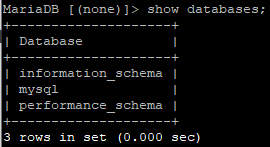 MariaDB [(none)]> show databases;
+--------------------+
| Database           |
+--------------------+
| information_schema |
| mysql              |
| performance_schema |
+--------------------+
3 rows in set (0.000 sec)